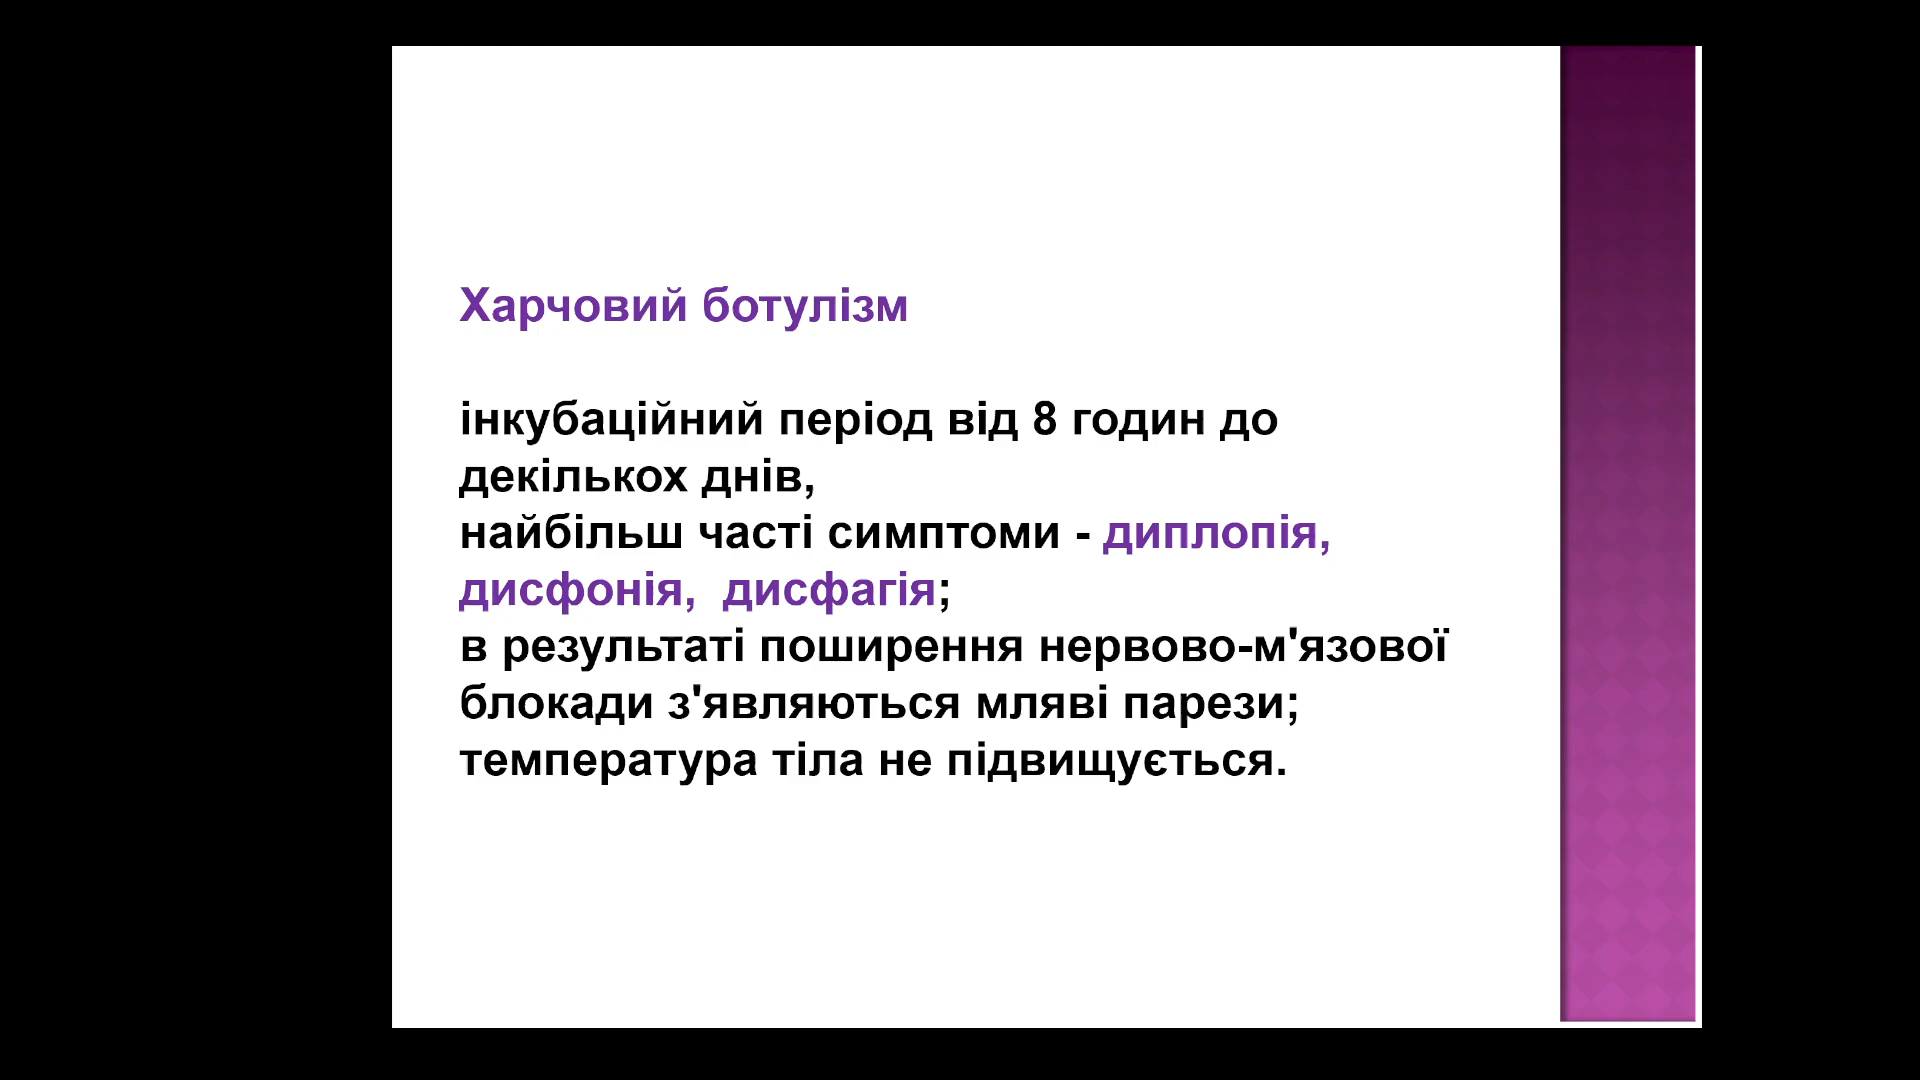 Харчовий ботулізм
інкубаційний період від 8 годин до
декількох днів,
найбільш часті симптоми - диплопія,
дисфонія,  дисфагія;
в результаті поширення нервово-м'язової
блокади з'являються мляві парези;
температура тіла не підвищується.